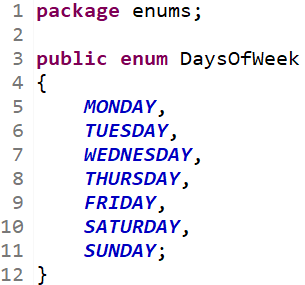 1 package enums;
2
3 public enum DaysOfWeek
4 {
5     MONDAY,
6     TUESDAY,
7     WEDNESDAY,
8     THURSDAY,
9     FRIDAY,
10     SATURDAY,
11     SUNDAY;
12 }